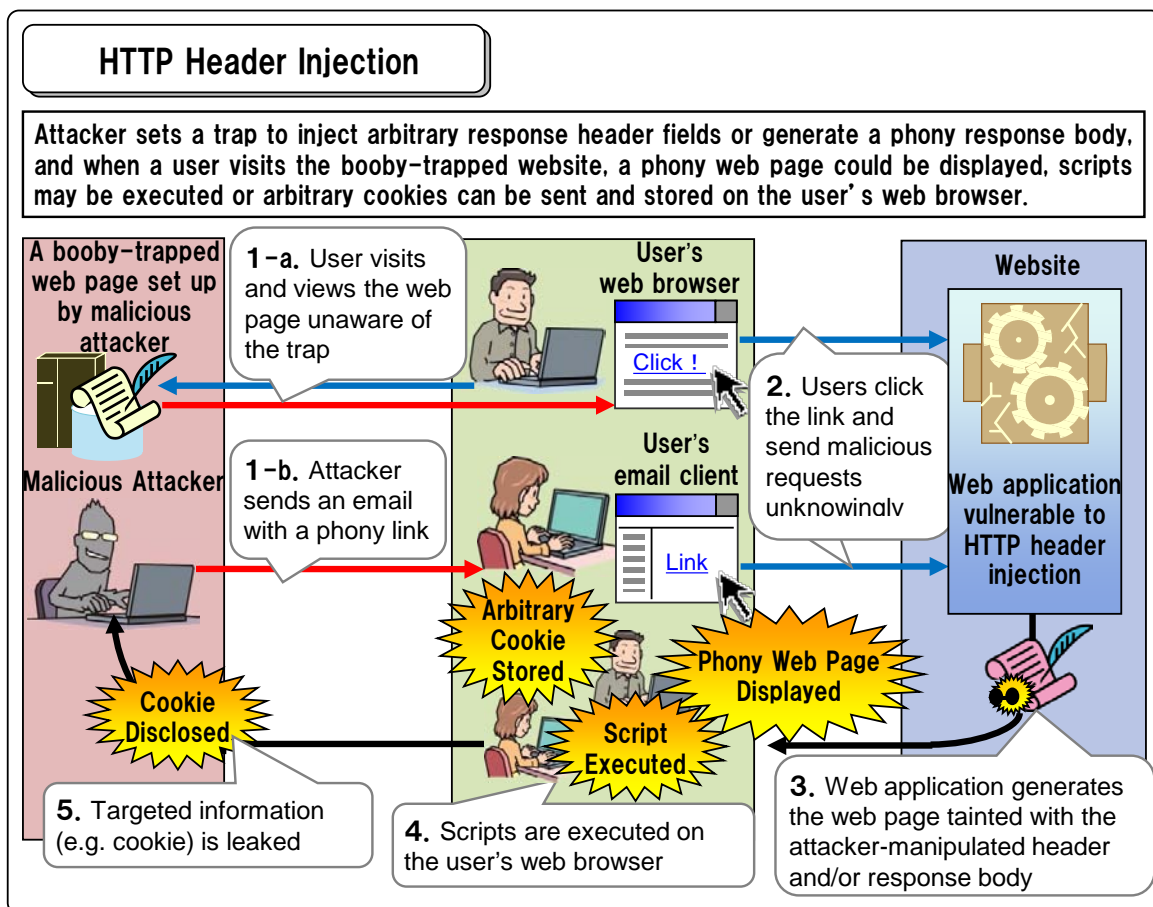 HTTP Header Injection
Attacker sets a trap to inject arbitrary response header fields or generate a phony response body,
and when a user visits the booby-trapped website, a phony web page could be displayed, scripts
may be executed or arbitrary cookies can be sent and stored on the user's web browser.
A booby-trapped
web page set up
by malicious
attacker
1-a. User visits
and views the web
page unaware of
the trap
User's
web browser
Click !
Website
2. Users click
the link and
send malicious
requests
unknowingly
Malicious Attacker
1-b. Attacker
sends an email
with a phony link
User's
email client
Link
Web application
vulnerable to
HTTP header
injection
Arbitrary
Cookie
Stored
Phony Web Page
Displayed
Cookie
Disclosed
Script
Executed
5. Targeted information
(e.g. cookie) is leaked
4. Scripts are executed on
the user's web browser
3. Web application generates
the web page tainted with the
attacker-manipulated header
and/or response body